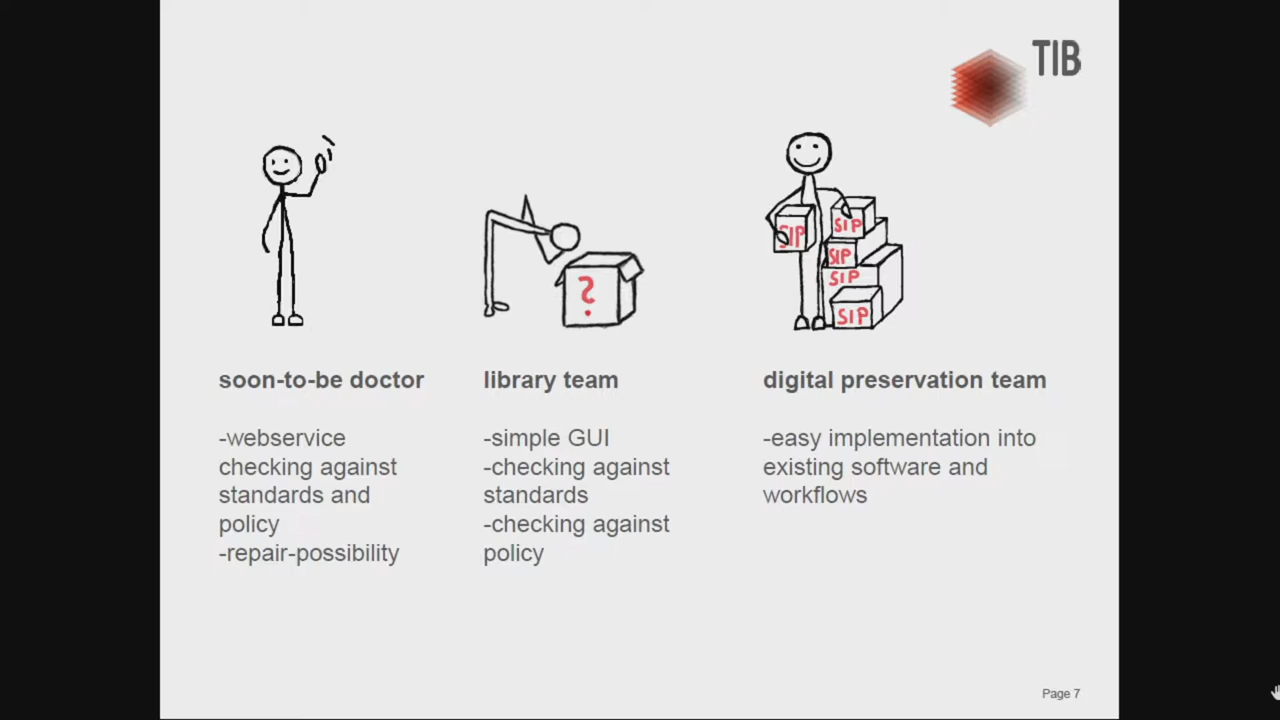 TIB
SIP
SIP
SIP
SIP
SIP
?
soon-to-be doctor
-webservice
checking against
standards and
policy
-repair-possibility
library team
-simple GUI
-checking against
standards
-checking against
policy
digital preservation team
-easy implementation into
existing software and
workflows
Page 7